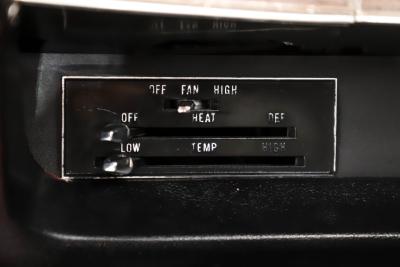 OFF FAN HIGH
OFF HEAT DEF
LOW TEMP HIGH